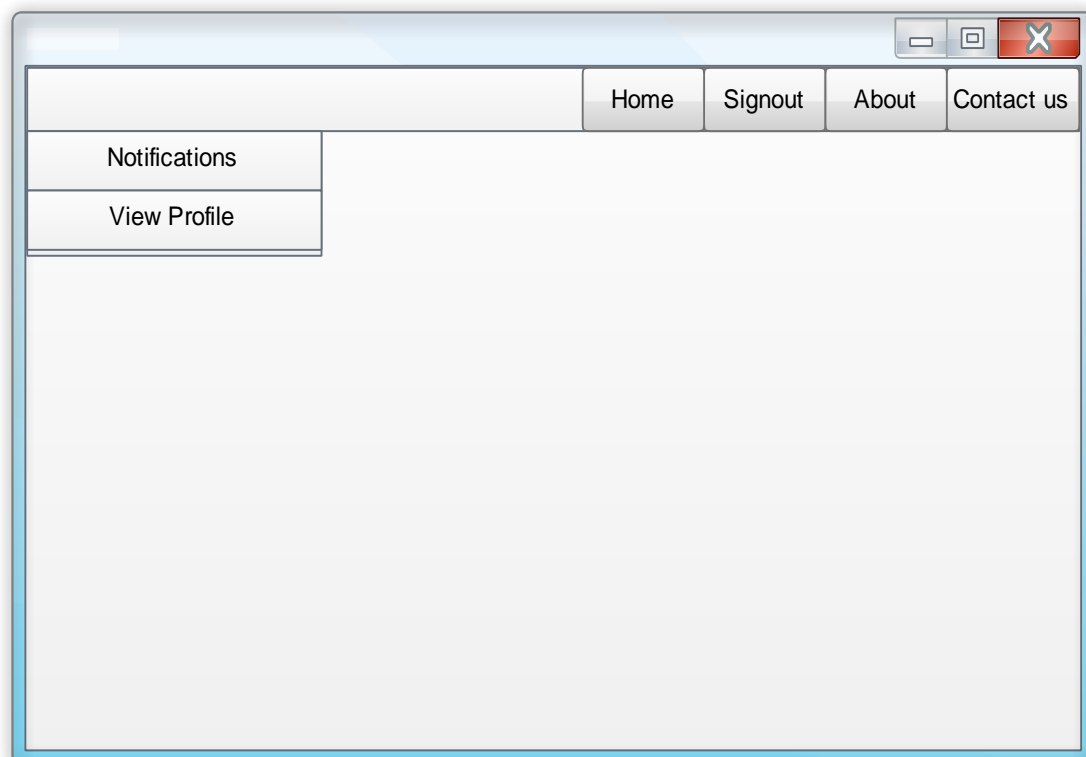 Home
Signout
About
Contact us
Notifications
View Profile